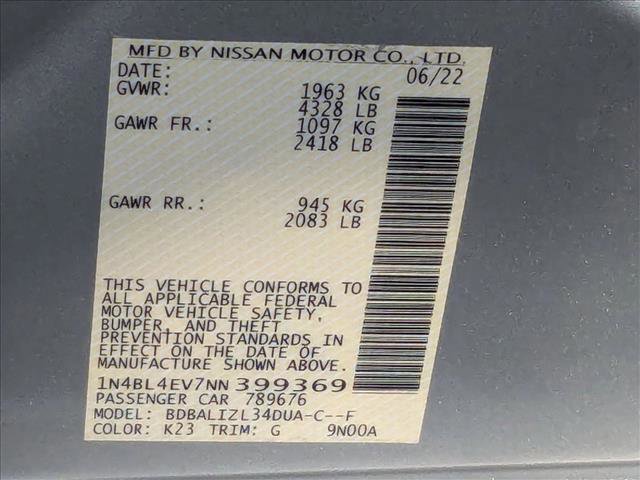 MFD BY NISSAN MOTOR CO., LTD.
DATE: 06/22
GVWR: 1963 KG
4328 LB
GAWR FR.: 1097 KG
2418 LB
GAWR RR.: 945 KG
2083 LB
THIS VEHICLE CONFORMS TO
ALL APPLICABLE FEDERAL
MOTOR VEHICLE SAFETY,
BUMPER, AND THEFT
PREVENTION STANDARDS IN
EFFECT ON THE DATE OF
MANUFACTURE SHOWN ABOVE.
1N4BL4EV7NN399369
PASSENGER CAR 789676
MODEL: BDBALIZL34DUA-C--F
COLOR: K23 TRIM: G 9N00A